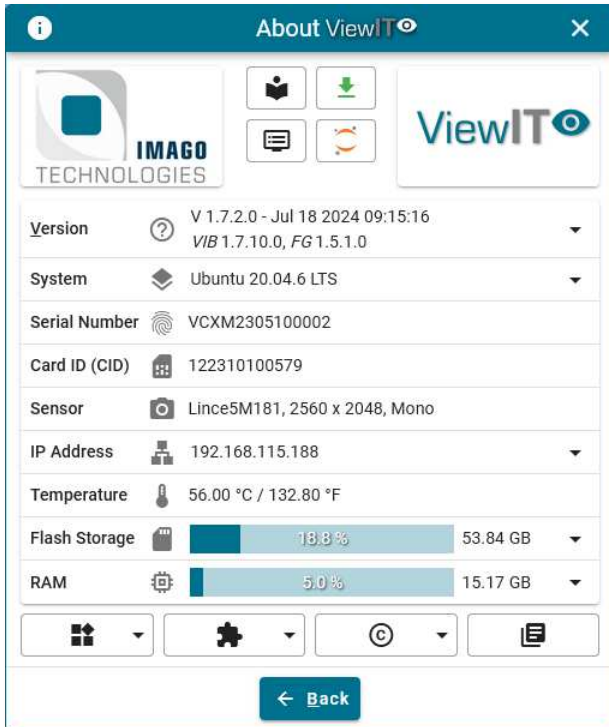 About ViewIT
IMAGO
TECHNOLOGIES
ViewIT
Version V 1.7.2.0 - Jul 18 2024 09:15:16
VIB 1.7.10.0, FG 1.5.1.0
System Ubuntu 20.04.6 LTS
Serial Number VCXM2305100002
Card ID (CID) 122310100579
Sensor Lince5M181, 2560 x 2048, Mono
IP Address 192.168.115.188
Temperature 56.00 °C / 132.80 °F
Flash Storage 18.8 % 53.84 GB
RAM 5.0 % 15.17 GB
Back